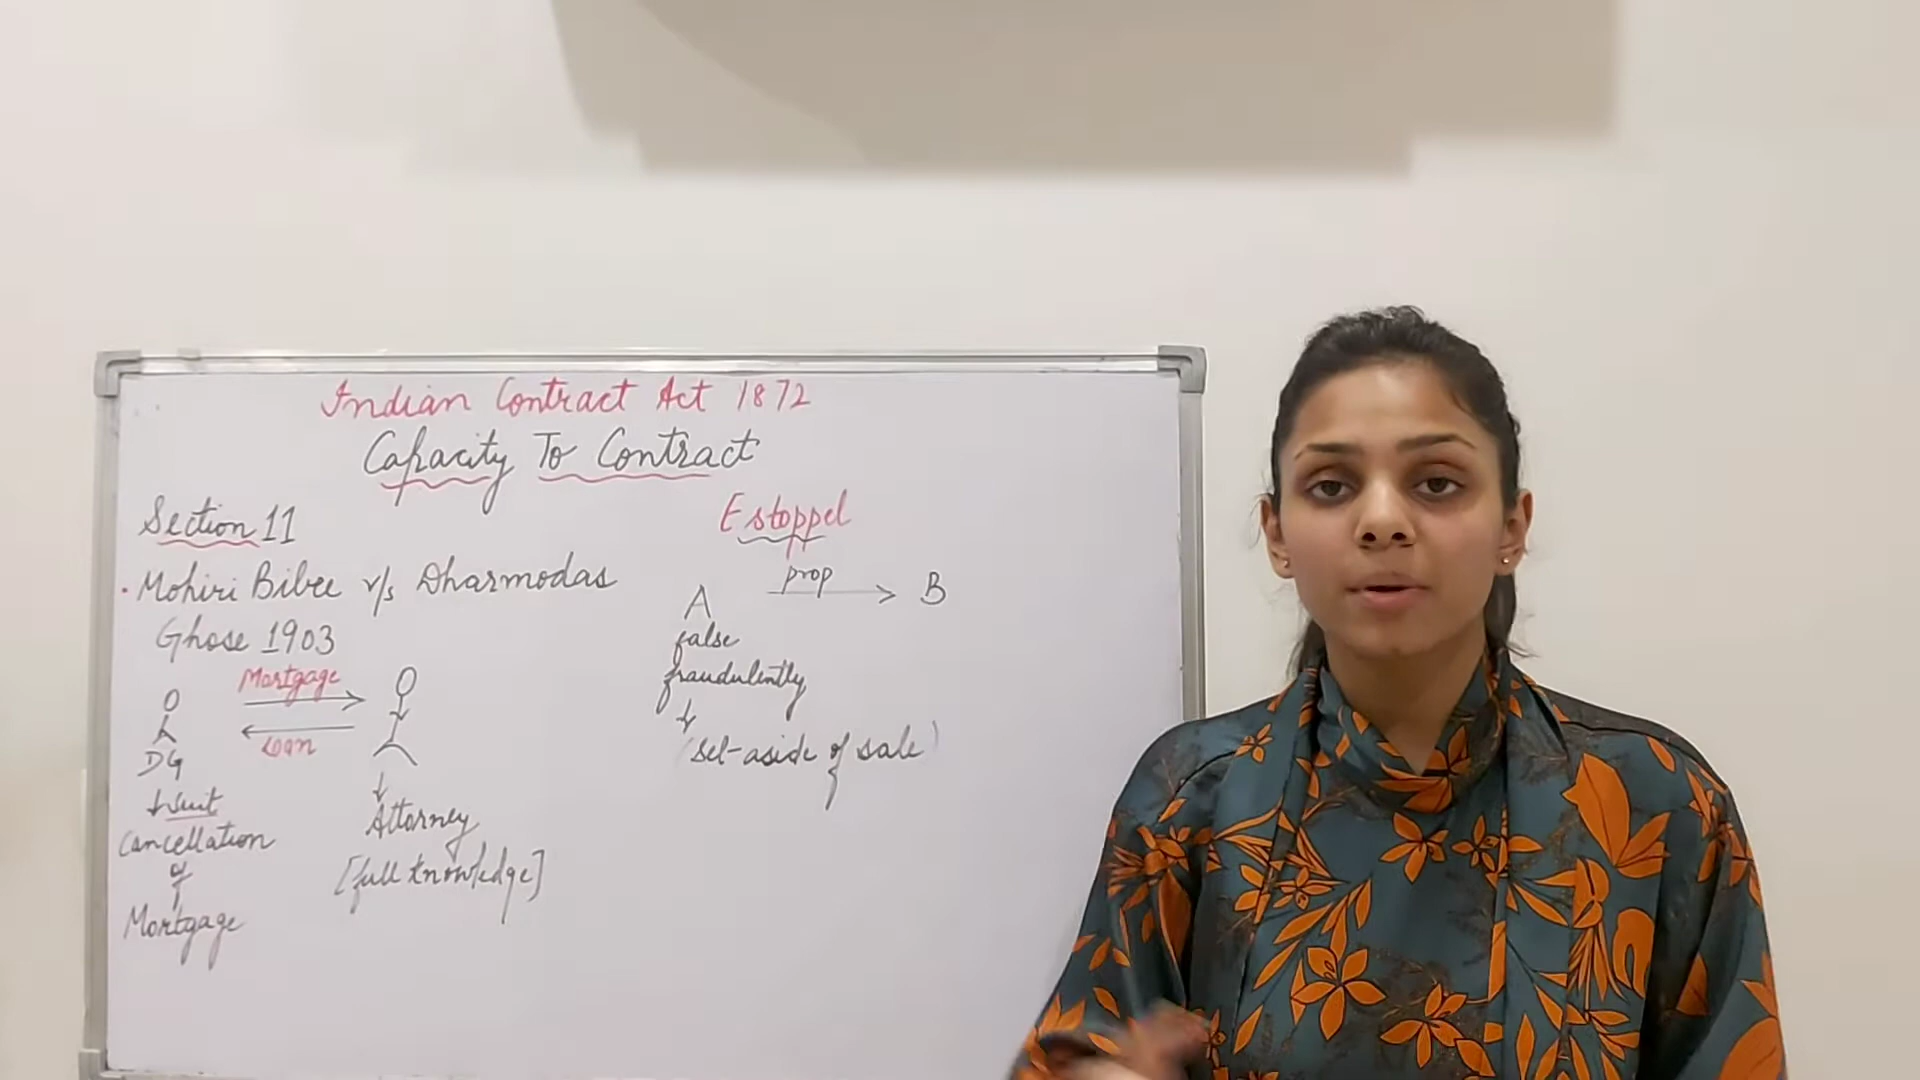 Indian Contract Act 1872
Capacity To Contract
Section 11
Mohiri Bibee v/s Dharmodas
Ghose 1903
Mortgage
Loan
DG
suit
cancellation
of
Mortgage
Attorney
[full knowledge]
Estoppel
A prop B
false
fraudulently
(set-aside of sale)